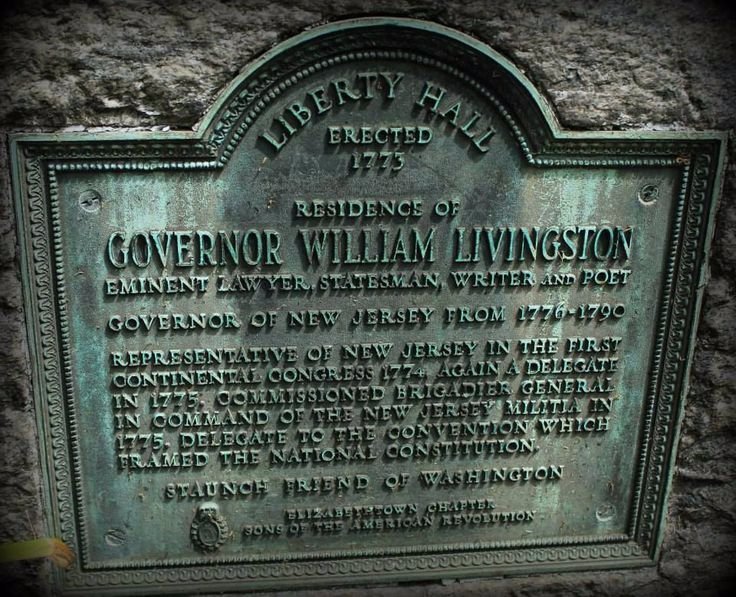 LIBERTY HALL
ERECTED
1773
RESIDENCE OF
GOVERNOR WILLIAM LIVINGSTON
EMINENT LAWYER, STATESMAN, WRITER AND POET
GOVERNOR OF NEW JERSEY FROM 1776-1790
REPRESENTATIVE OF NEW JERSEY IN THE FIRST
CONTINENTAL CONGRESS 1774, AGAIN A DELEGATE
IN 1775. COMMISSIONED BRIGADIER GENERAL
IN COMMAND OF THE NEW JERSEY MILITIA IN
1775. DELEGATE TO THE CONVENTION WHICH
FRAMED THE NATIONAL CONSTITUTION.
STAUNCH FRIEND OF WASHINGTON
ELIZABETHTOWN CHAPTER
SONS OF THE AMERICAN REVOLUTION